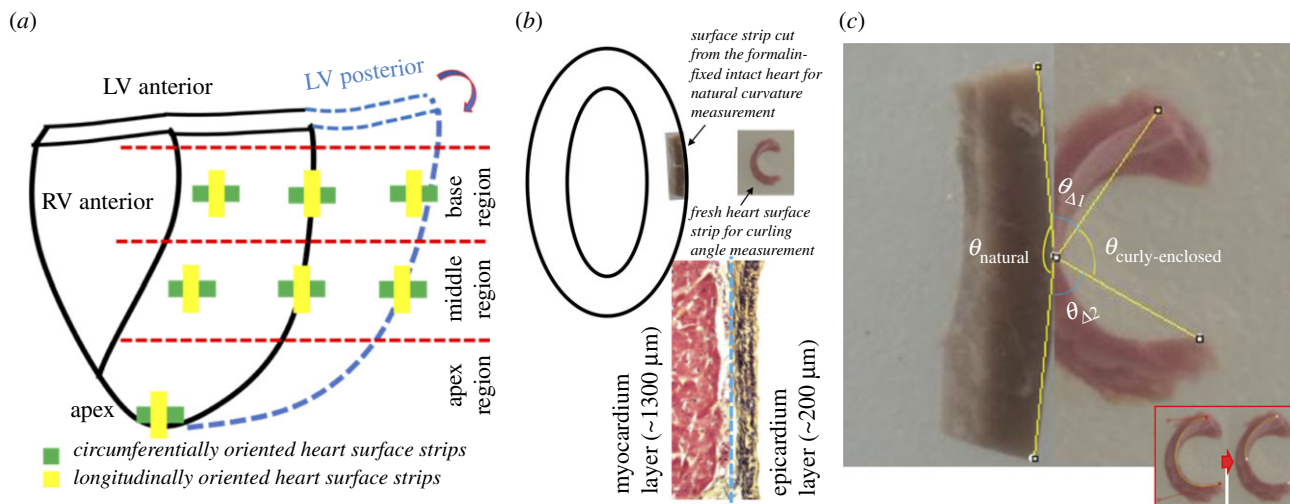 (a)
LV anterior
LV posterior
RV anterior
base
region
middle
region
apex
region
apex
circumferentially oriented heart surface strips
longitudinally oriented heart surface strips
(b)
surface strip cut
from the formalin-
fixed intact heart for
natural curvature
measurement
fresh heart surface
strip for curling
angle measurement
myocardium
layer (~1300 µm)
epicardium
layer (~200 µm)
(c)
θΔ1
θnatural
θcurly-enclosed
θΔ2